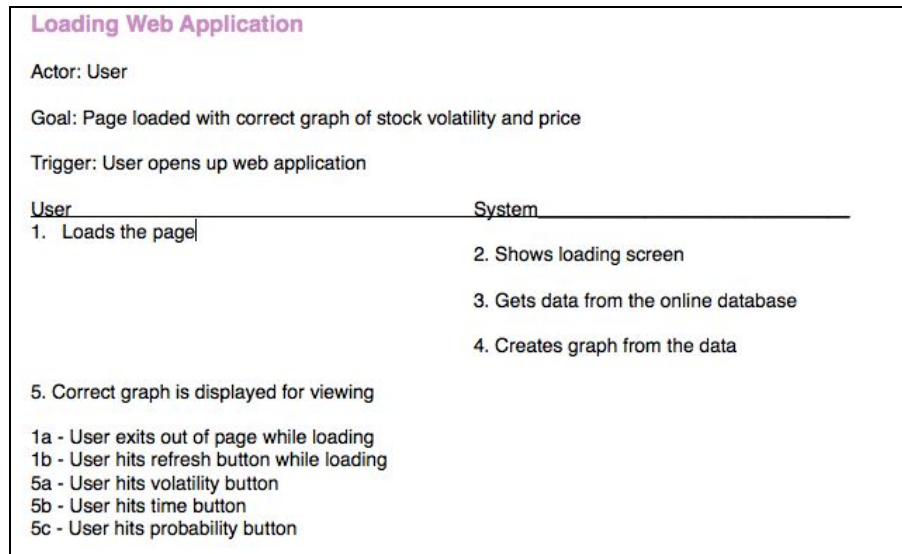 Loading Web Application
Actor: User
Goal: Page loaded with correct graph of stock volatility and price
Trigger: User opens up web application
User System
1. Loads the page
2. Shows loading screen
3. Gets data from the online database
4. Creates graph from the data
5. Correct graph is displayed for viewing
1a - User exits out of page while loading
1b - User hits refresh button while loading
5a - User hits volatility button
5b - User hits time button
5c - User hits probability button